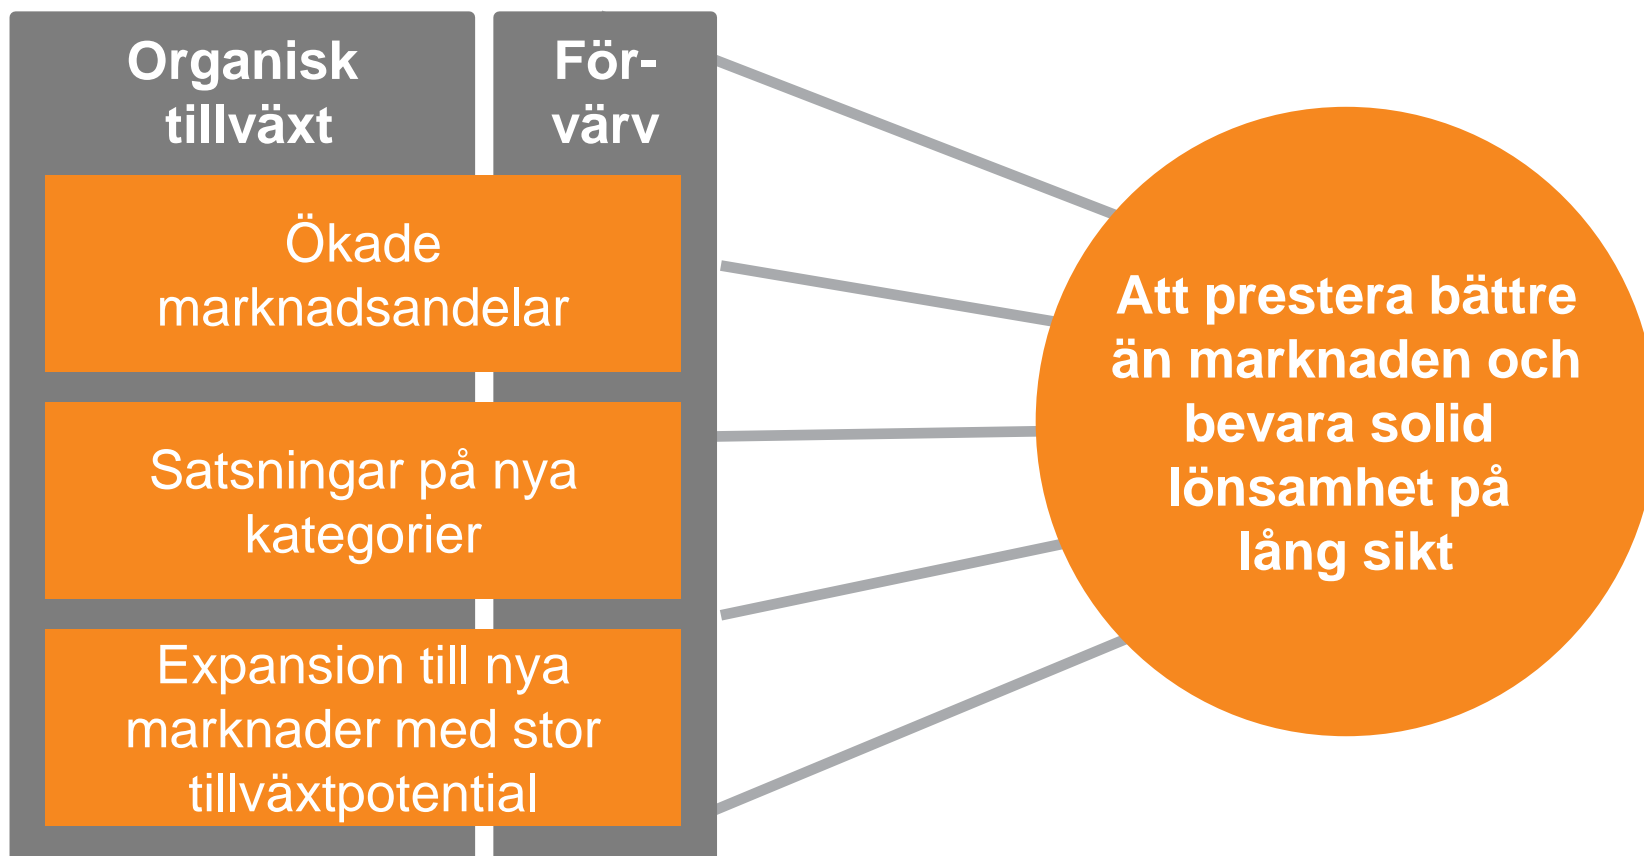 Organisk
tillväxt
För-
värv
Ökade
marknadsandelar
Satsningar på nya
kategorier
Expansion till nya
marknader med stor
tillväxtpotential
Att prestera bättre
än marknaden och
bevara solid
lönsamhet på
lång sikt